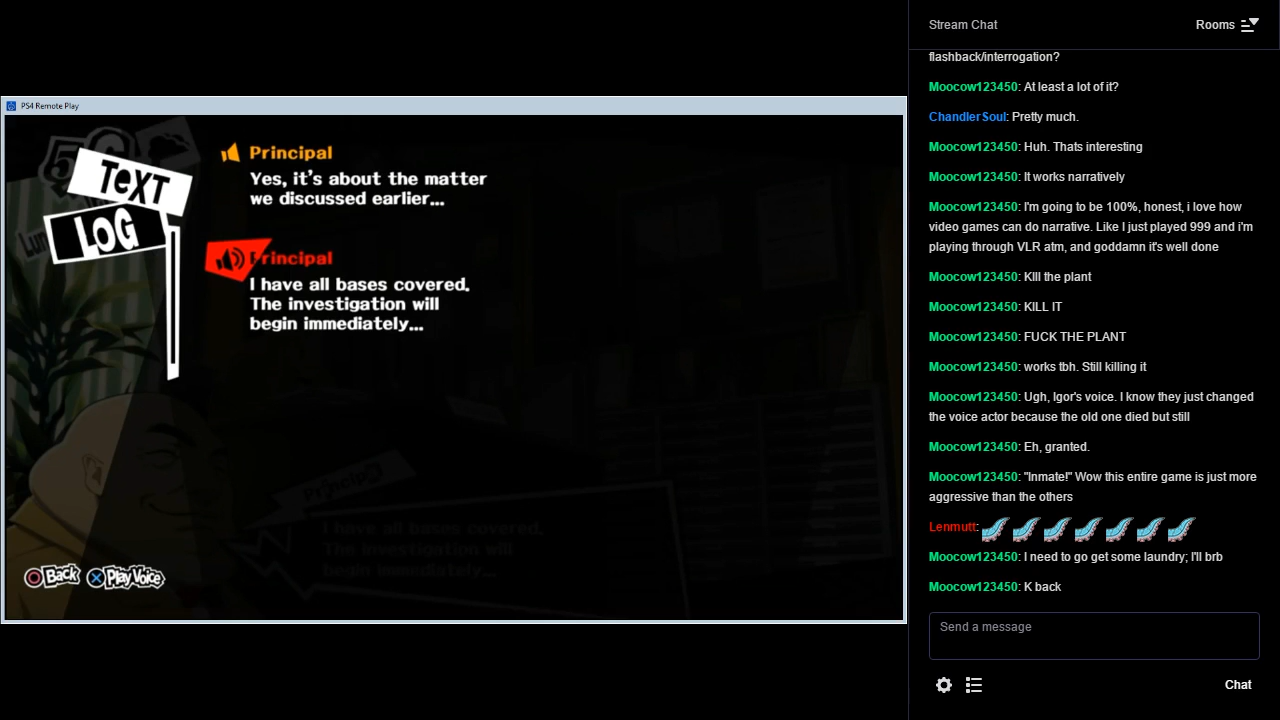 PS4 Remote Play
TeXT
LOG
Principal
Yes, it's about the matter
we discussed earlier...
Principal
I have all bases covered.
The investigation will
begin immediately...
Principal
I have all bases covered.
The investigation will
begin immediately...
Back
Play Voice
Stream Chat
Rooms
flashback/interrogation?
Moocow123450: At least a lot of it?
ChandlerSoul: Pretty much.
Moocow123450: Huh. Thats interesting
Moocow123450: It works narratively
Moocow123450: I'm going to be 100%, honest, i love how
video games can do narrative. Like I just played 999 and i'm
playing through VLR atm, and goddamn it's well done
Moocow123450: KIll the plant
Moocow123450: KILL IT
Moocow123450: FUCK THE PLANT
Moocow123450: works tbh. Still killing it
Moocow123450: Ugh, Igor's voice. I know they just changed
the voice actor because the old one died but still
Moocow123450: Eh, granted.
Moocow123450: "Inmate!" Wow this entire game is just more
aggressive than the others
Lenmutt:
Moocow123450: I need to go get some laundry; I'll brb
Moocow123450: K back
Send a message
Chat